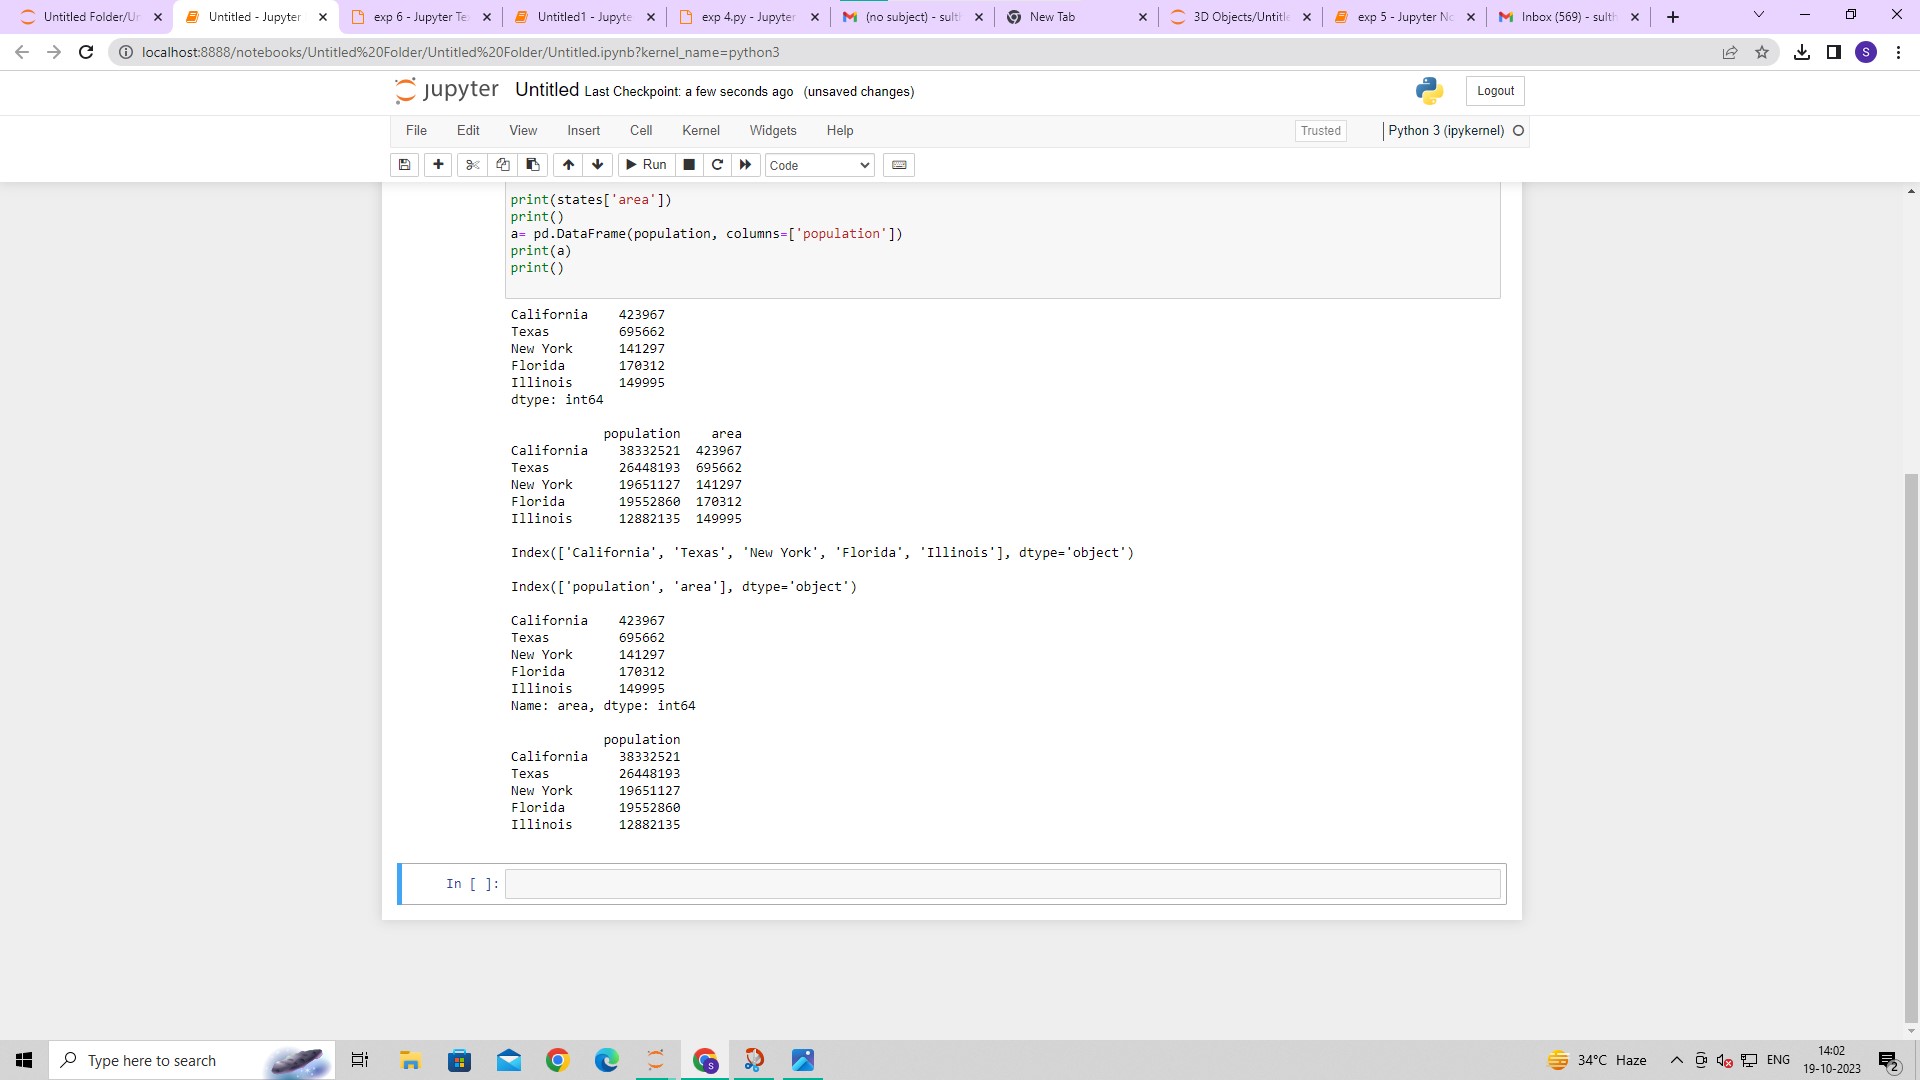 Untitled Folder/Un
Untitled - Jupyter
exp 6 - Jupyter Te
Untitled1 - Jupyte
exp 4.py - Jupyter
(no subject) - sult
New Tab
3D Objects/Untitle
exp 5 - Jupyter No
Inbox (569) - sulth
localhost:8888/notebooks/Untitled%20Folder/Untitled%20Folder/Untitled.ipynb?kernel_name=python3
S
jupyter Untitled Last Checkpoint: a few seconds ago (unsaved changes)
Logout
File Edit View Insert Cell Kernel Widgets Help
Trusted
Python 3 (ipykernel)
Run
Code
print(states['area'])
print()
a= pd.DataFrame(population, columns=['population'])
print(a)
print()
California    423967
Texas         695662
New York      141297
Florida       170312
Illinois      149995
dtype: int64
            population    area
California    38332521  423967
Texas         26448193  695662
New York      19651127  141297
Florida       19552860  170312
Illinois      12882135  149995
Index(['California', 'Texas', 'New York', 'Florida', 'Illinois'], dtype='object')
Index(['population', 'area'], dtype='object')
California    423967
Texas         695662
New York      141297
Florida       170312
Illinois      149995
Name: area, dtype: int64
            population
California    38332521
Texas         26448193
New York      19651127
Florida       19552860
Illinois      12882135
In [ ]:
Type here to search
S
34°C Haze
ENG
14:02
19-10-2023
2